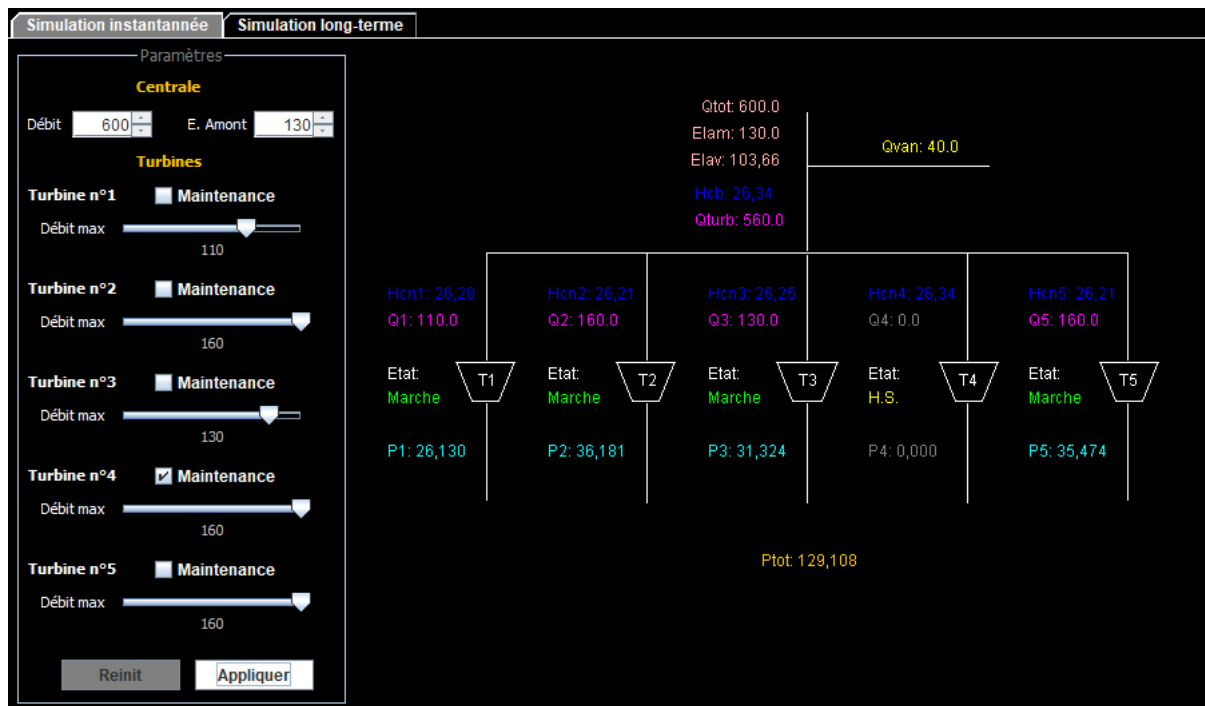 Simulation instantannée Simulation long-terme
Paramètres
Centrale
Débit 600 E. Amont 130
Turbines
Turbine n°1 Maintenance
Débit max
110
Turbine n°2 Maintenance
Débit max
160
Turbine n°3 Maintenance
Débit max
130
Turbine n°4 Maintenance
Débit max
160
Turbine n°5 Maintenance
Débit max
160
Reinit Appliquer
Qtot: 600.0
Elam: 130.0
Elav: 103,66
Qvan: 40.0
Hcb: 26,34
Qturb: 560.0
Hcn1: 26,28 Hcn2: 26,21 Hcn3: 26,25 Hcn4: 26,34 Hcn5: 26,21
Q1: 110.0 Q2: 160.0 Q3: 130.0 Q4: 0.0 Q5: 160.0
Etat: T1 Etat: T2 Etat: T3 Etat: T4 Etat: T5
Marche Marche Marche H.S. Marche
P1: 26,130 P2: 36,181 P3: 31,324 P4: 0,000 P5: 35,474
Ptot: 129,108